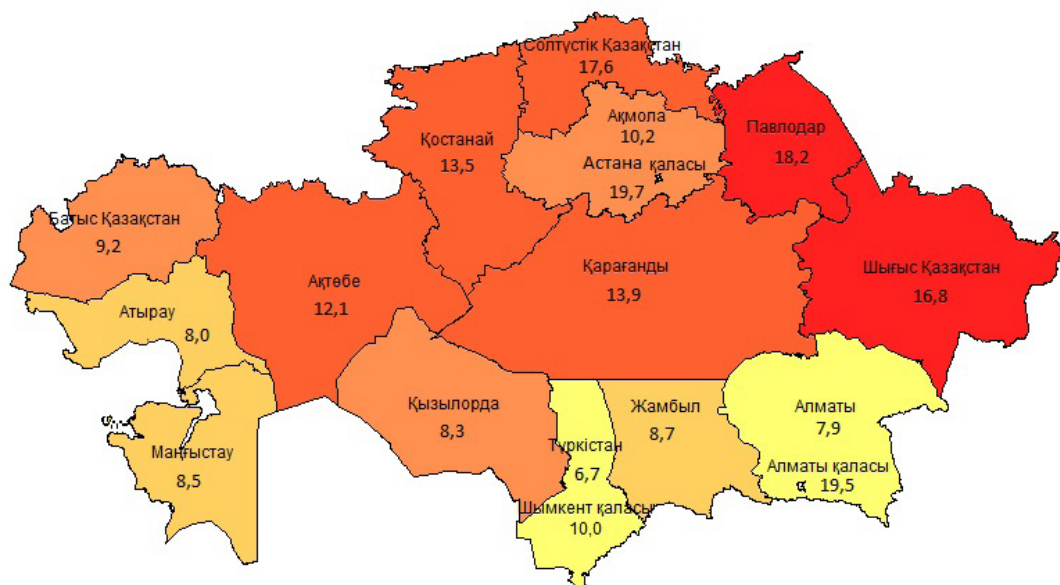 Солтүстік Қазақстан
17,6
Ақмола
10,2
Павлодар
18,2
Қостанай
13,5
Астана қаласы
19,7
Батыс Қазақстан
9,2
Ақтөбе
12,1
Қарағанды
13,9
Шығыс Қазақстан
16,8
Атырау
8,0
Қызылорда
8,3
Жамбыл
8,7
Алматы
7,9
Маңғыстау
8,5
Түркістан
6,7
Алматы қаласы
19,5
Шымкент қаласы
10,0